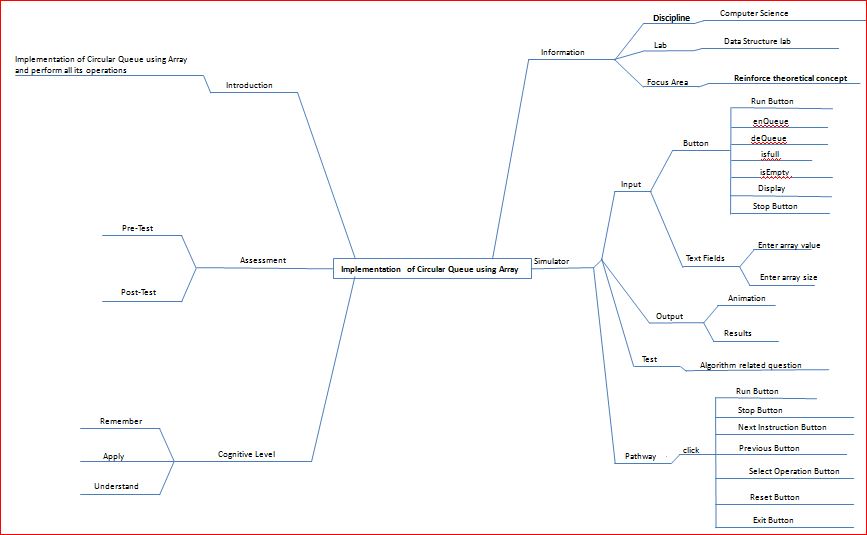 Implementation of Circular Queue using Array
and perform all its operations
Introduction
Pre-Test
Assessment
Post-Test
Remember
Apply
Understand
Cognitive Level
Implementation of Circular Queue using Array
Information
Discipline
Computer Science
Lab
Data Structure lab
Focus Area
Reinforce theoretical concept
Simulator
Input
Button
Run Button
enQueue
deQueue
isfull
isEmpty
Display
Stop Button
Text Fields
Enter array value
Enter array size
Output
Animation
Results
Test
Algorithm related question
Pathway
click
Run Button
Stop Button
Next Instruction Button
Previous Button
Select Operation Button
Reset Button
Exit Button